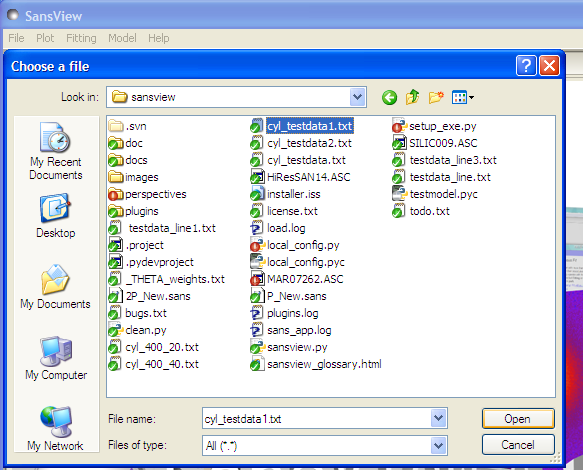 SansView
File Plot Fitting Model Help
Choose a file
Look in: sansview
My Recent Documents
Desktop
My Documents
My Computer
My Network
.svn
doc
docs
images
perspectives
plugins
testdata_line1.txt
.project
.pydevproject
_THETA_weights.txt
2P_New.sans
bugs.txt
clean.py
cyl_400_20.txt
cyl_400_40.txt
cyl_testdata1.txt
cyl_testdata2.txt
cyl_testdata.txt
HiResSAN14.ASC
installer.iss
license.txt
load.log
local_config.py
local_config.pyc
MAR07262.ASC
P_New.sans
plugins.log
sans_app.log
sansview.py
sansview_glossary.html
setup_exe.py
SILIC009.ASC
testdata_line3.txt
testdata_line.txt
testmodel.pyc
todo.txt
File name: cyl_testdata1.txt
Open
Files of type: All (*.*)
Cancel